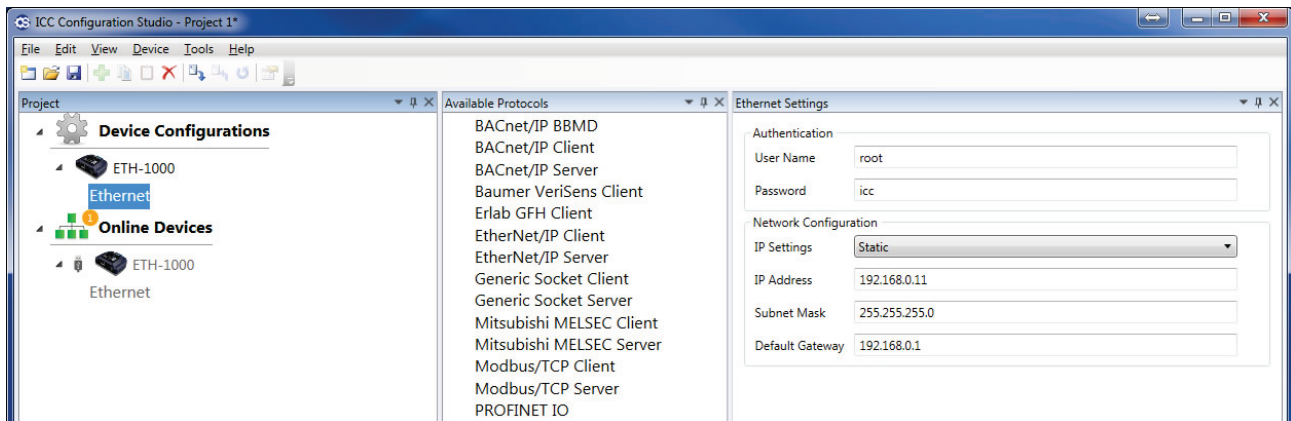 ICC Configuration Studio - Project 1*
File Edit View Device Tools Help
Project
Device Configurations
ETH-1000
Ethernet
1
Online Devices
ETH-1000
Ethernet
Available Protocols
BACnet/IP BBMD
BACnet/IP Client
BACnet/IP Server
Baumer VeriSens Client
Erlab GFH Client
EtherNet/IP Client
EtherNet/IP Server
Generic Socket Client
Generic Socket Server
Mitsubishi MELSEC Client
Mitsubishi MELSEC Server
Modbus/TCP Client
Modbus/TCP Server
PROFINET IO
Ethernet Settings
Authentication
User Name root
Password icc
Network Configuration
IP Settings Static
IP Address 192.168.0.11
Subnet Mask 255.255.255.0
Default Gateway 192.168.0.1